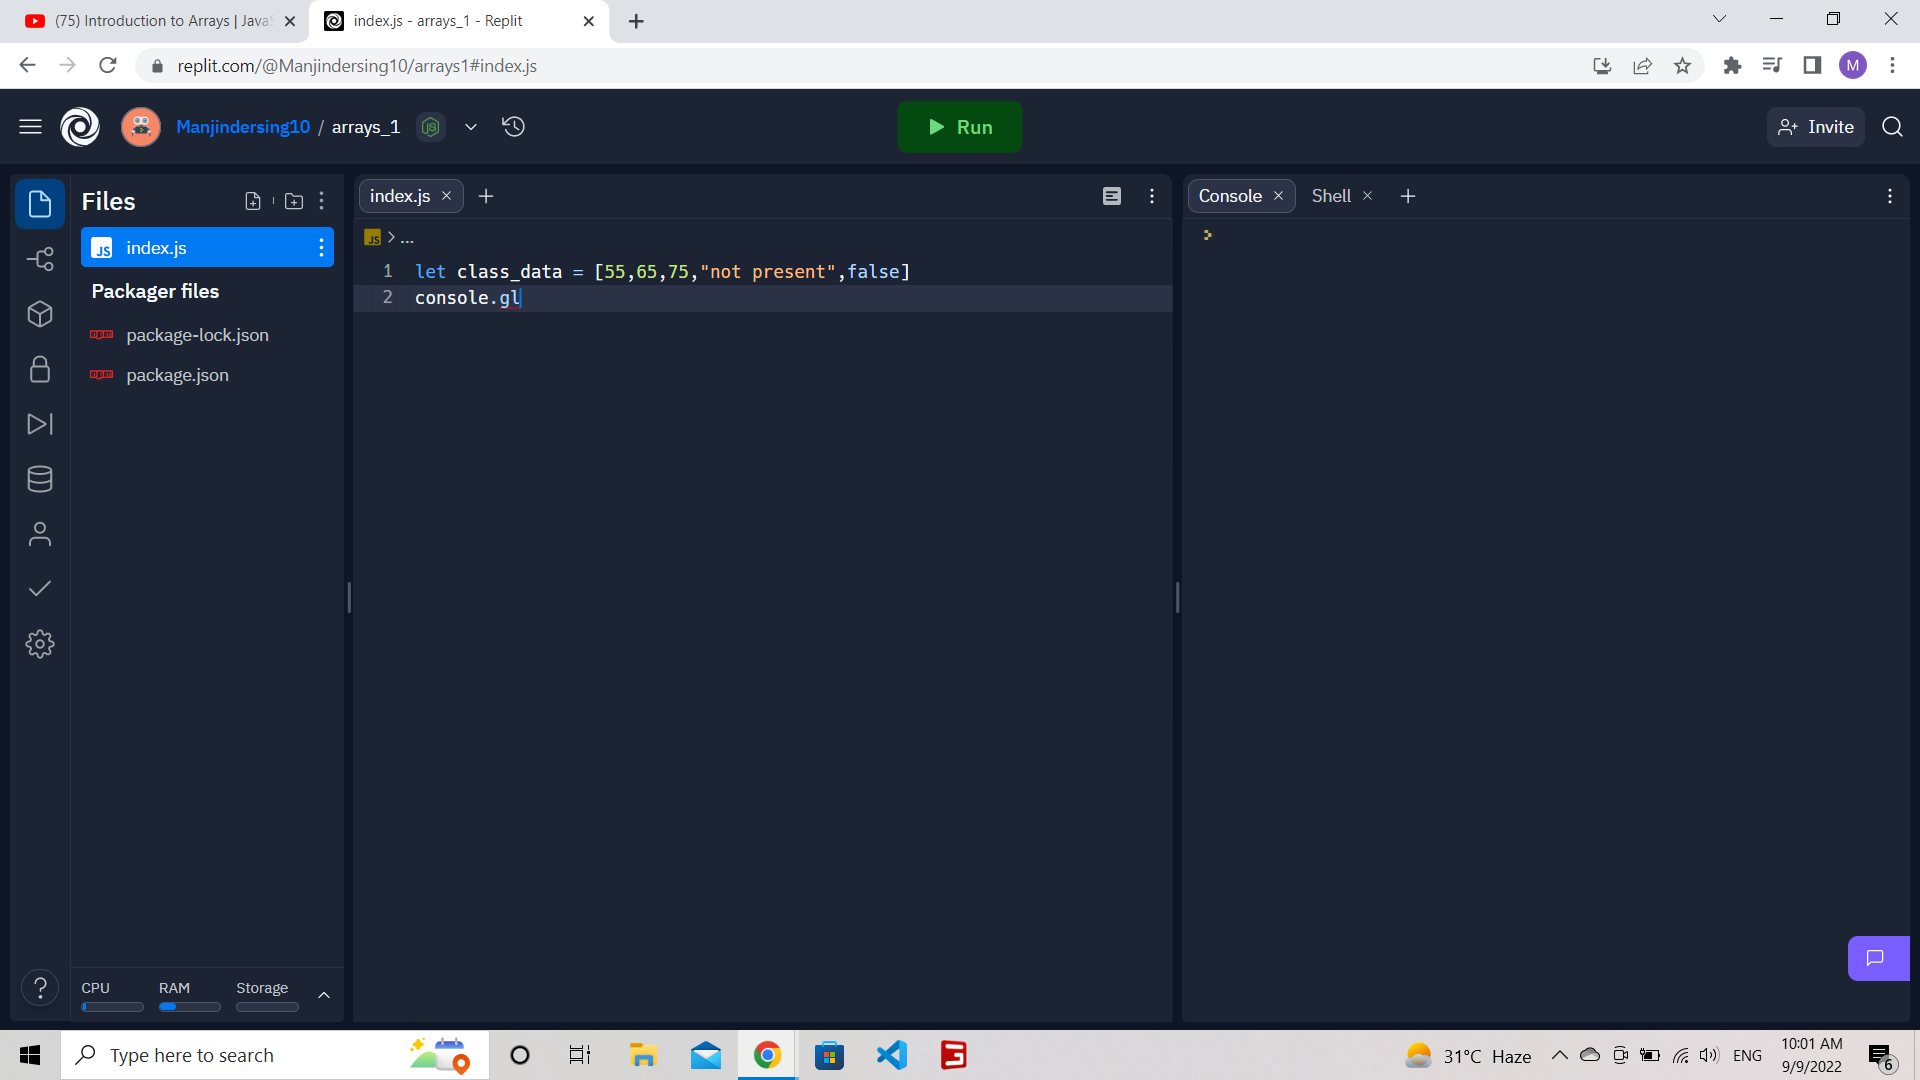 (75) Introduction to Arrays | Java
index.js - arrays_1 - Replit
replit.com/@Manjindersing10/arrays1#index.js
M
Manjindersing10 / arrays_1
Run
Invite
Files
index.js
Packager files
package-lock.json
package.json
CPU
RAM
Storage
index.js
JS > ...
1 let class_data = [55,65,75,"not present",false]
2 console.gl
Console
Shell
>
Type here to search
31°C Haze
ENG
10:01 AM
9/9/2022
6